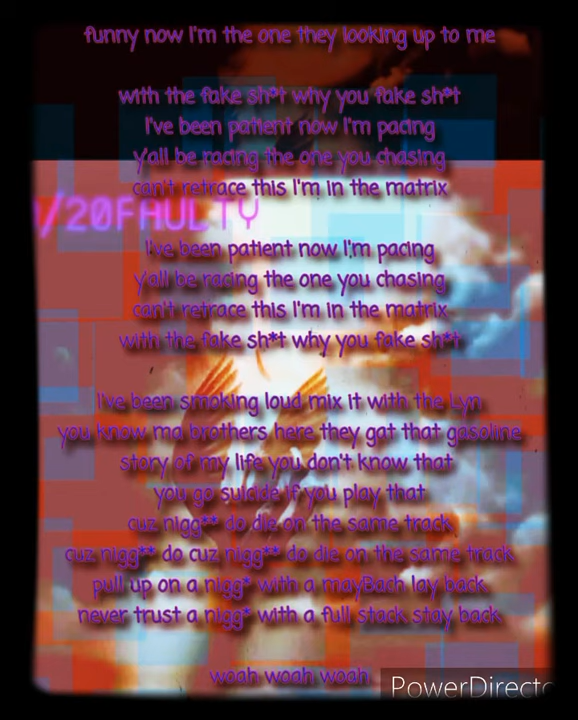 funny now I'm the one they looking up to me
with the fake sh*t why you fake sh*t
I've been patient now I'm pacing
y'all be racing the one you chasing
can't retrace this I'm in the matrix
/20FAULTY
I've been patient now I'm pacing
y'all be racing the one you chasing
can't retrace this I'm in the matrix
with the fake sh*t why you fake sh*t
I've been smoking loud mix it with the Lyn
you know ma brothers here they gat that gasoline
story of my life you don't know that
you go suicide if you play that
cuz nigg** do die on the same track
cuz nigg** do cuz nigg** do die on the same track
pull up on a nigg* with a mayBach lay back
never trust a nigg* with a full stack stay back
woah woah woah
PowerDirecto